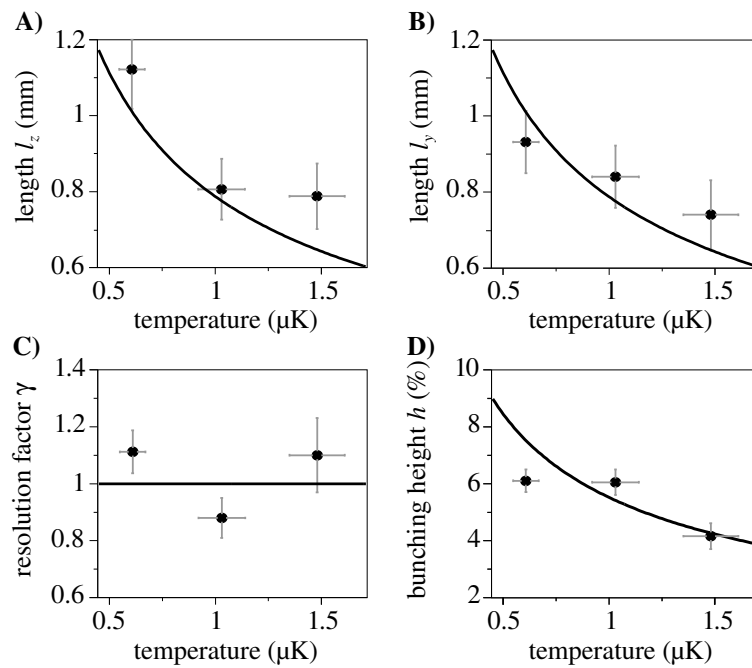 A)
1.2
1
0.8
0.6
length l_z (mm)
0.5 1 1.5
temperature (μK)
B)
1.2
1
0.8
0.6
length l_y (mm)
0.5 1 1.5
temperature (μK)
C)
1.4
1.2
1
0.8
0.6
resolution factor γ
0.5 1 1.5
temperature (μK)
D)
10
8
6
4
2
bunching height h (%)
0.5 1 1.5
temperature (μK)